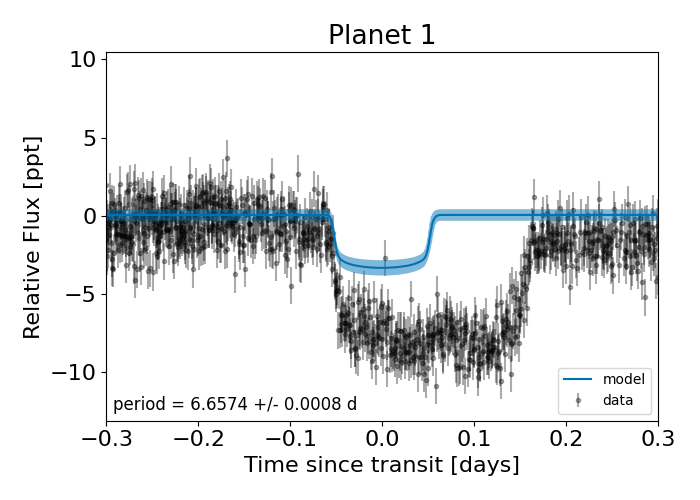 Planet 1
Relative Flux [ppt]
10
5
0
−5
−10
period = 6.6574 +/- 0.0008 d
model
data
−0.3 −0.2 −0.1 0.0 0.1 0.2 0.3
Time since transit [days]